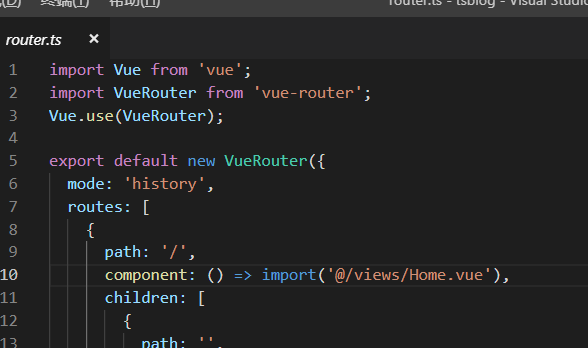 (D) 终端(T) 帮助(H) router.ts - tsblog - Visual Studio
router.ts ×
1 import Vue from 'vue';
2 import VueRouter from 'vue-router';
3 Vue.use(VueRouter);
4
5 export default new VueRouter({
6 mode: 'history',
7 routes: [
8 {
9 path: '/',
10 component: () => import('@/views/Home.vue'),
11 children: [
12 {
13 path: '',